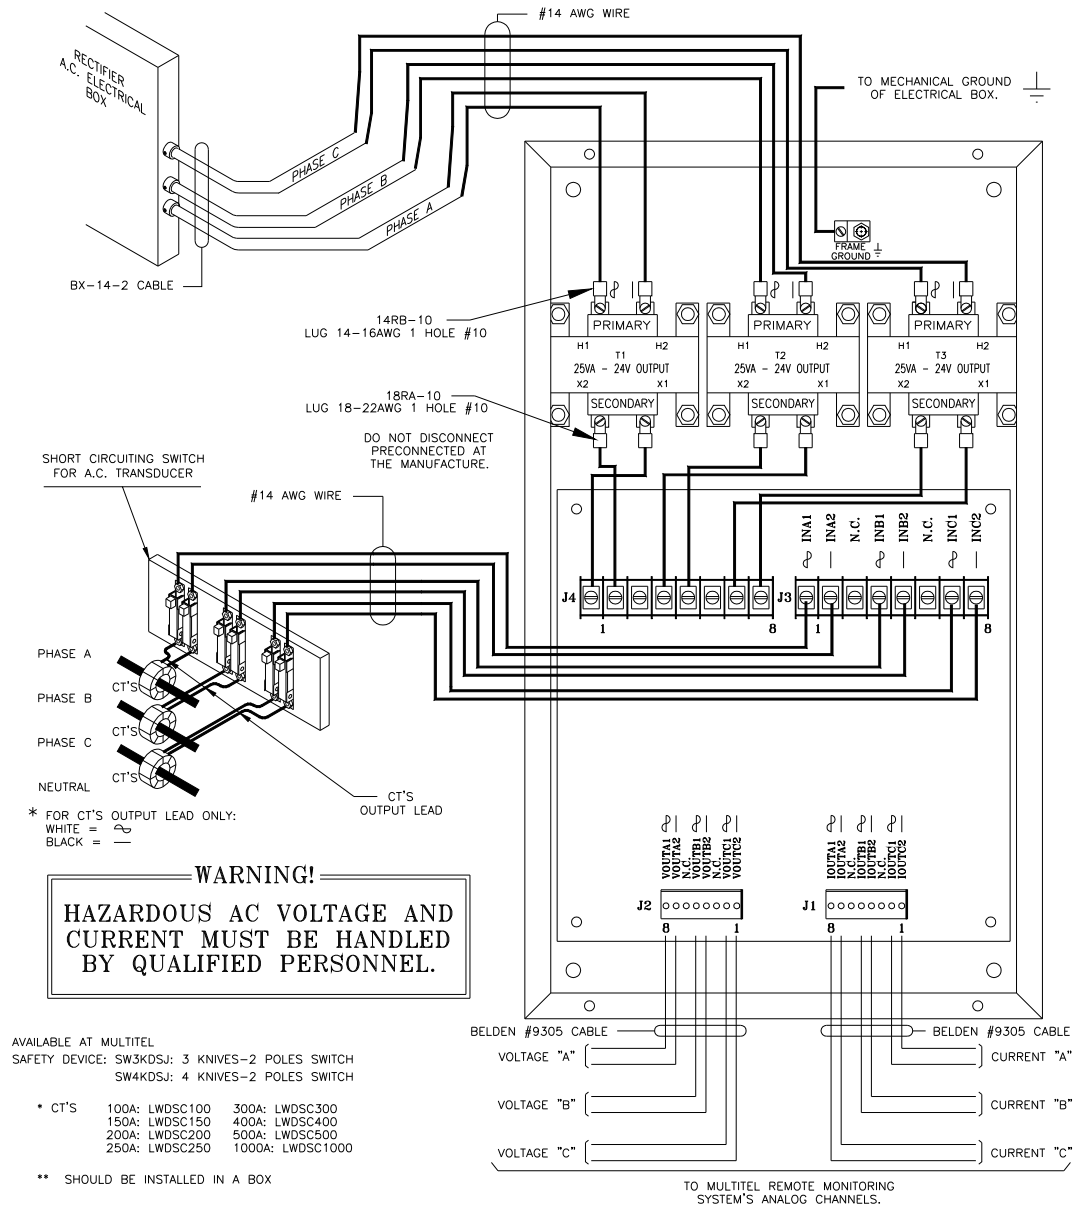 #14 AWG WIRE
RECTIFIER
A.C. ELECTRICAL
BOX
TO MECHANICAL GROUND
OF ELECTRICAL BOX.
PHASE C
PHASE B
PHASE A
FRAME
GROUND
BX-14-2 CABLE
14RB-10
LUG 14-16AWG 1 HOLE #10
PRIMARY
PRIMARY
PRIMARY
H1 H2
H1 H2
H1 H2
T1
25VA - 24V OUTPUT
T2
25VA - 24V OUTPUT
T3
25VA - 24V OUTPUT
X2 X1
X2 X1
X2 X1
SECONDARY
SECONDARY
SECONDARY
18RA-10
LUG 18-22AWG 1 HOLE #10
DO NOT DISCONNECT
PRECONNECTED AT
THE MANUFACTURE.
SHORT CIRCUITING SWITCH
FOR A.C. TRANSDUCER
#14 AWG WIRE
INA1
INA2
N.C.
INB1
INB2
N.C.
INC1
INC2
J4
1 8
J3
1 8
PHASE A
CT'S
PHASE B
CT'S
PHASE C
CT'S
NEUTRAL
CT'S
OUTPUT LEAD
* FOR CT'S OUTPUT LEAD ONLY:
WHITE =
BLACK = —
WARNING!
HAZARDOUS AC VOLTAGE AND
CURRENT MUST BE HANDLED
BY QUALIFIED PERSONNEL.
VOUTA1
VOUTA2
N.C.
VOUTB1
VOUTB2
N.C.
VOUTC1
VOUTC2
IOUTA1
IOUTA2
N.C.
IOUTB1
IOUTB2
N.C.
IOUTC1
IOUTC2
J2
8 1
J1
8 1
BELDEN #9305 CABLE
BELDEN #9305 CABLE
VOLTAGE "A"
CURRENT "A"
VOLTAGE "B"
CURRENT "B"
VOLTAGE "C"
CURRENT "C"
TO MULTITEL REMOTE MONITORING
SYSTEM'S ANALOG CHANNELS.
AVAILABLE AT MULTITEL
SAFETY DEVICE: SW3KDSJ: 3 KNIVES-2 POLES SWITCH
SW4KDSJ: 4 KNIVES-2 POLES SWITCH
* CT'S 100A: LWDSC100 300A: LWDSC300
150A: LWDSC150 400A: LWDSC400
200A: LWDSC200 500A: LWDSC500
250A: LWDSC250 1000A: LWDSC1000
** SHOULD BE INSTALLED IN A BOX